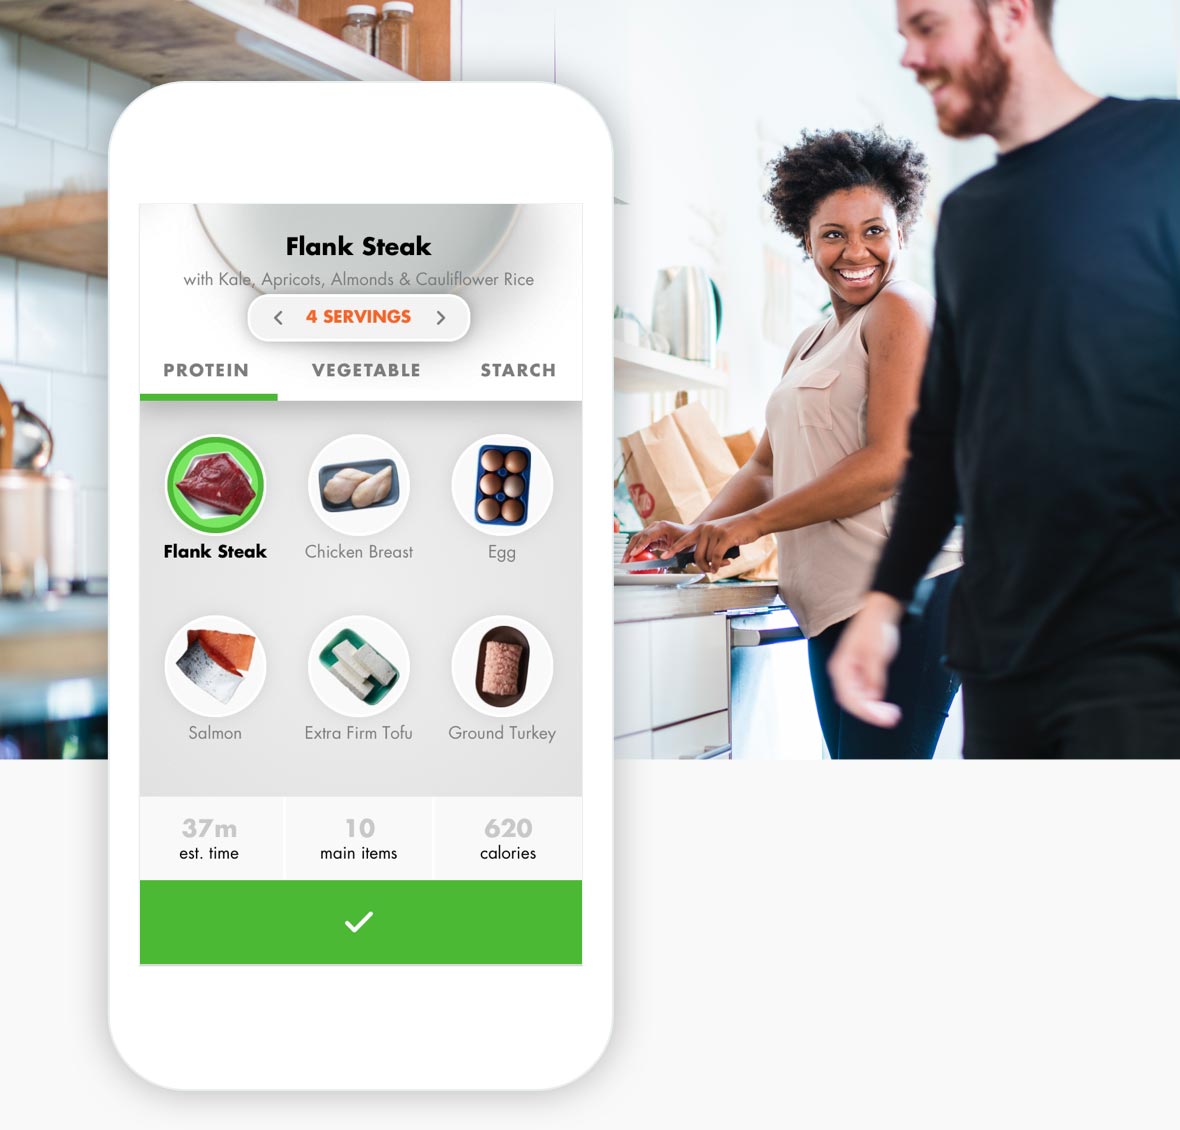 Flank Steak
with Kale, Apricots, Almonds & Cauliflower Rice
4 SERVINGS
PROTEIN VEGETABLE STARCH
Flank Steak Chicken Breast Egg
Salmon Extra Firm Tofu Ground Turkey
37m 10 620
est. time main items calories